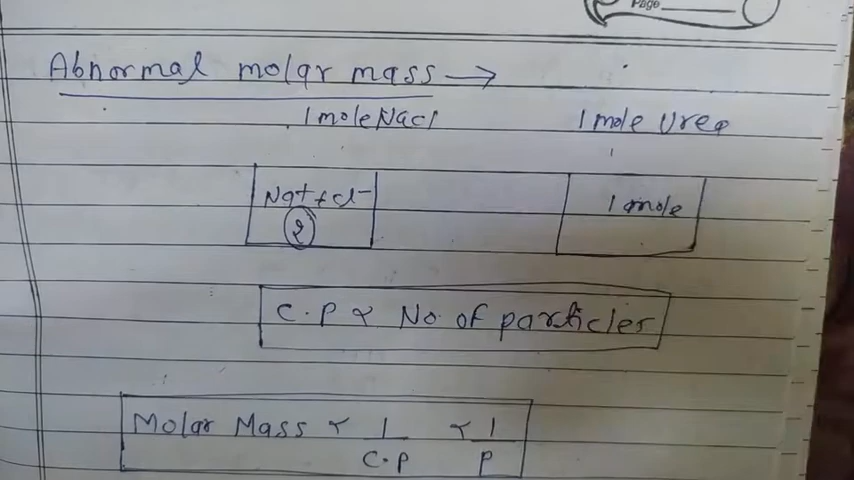 Page
Abnormal molar mass →
1 mole NaCl 1 mole Urea
Na+ + Cl- 1 mole
2
C.P ∝ No. of particles
Molar Mass ∝ 1/C.P ∝ 1/P